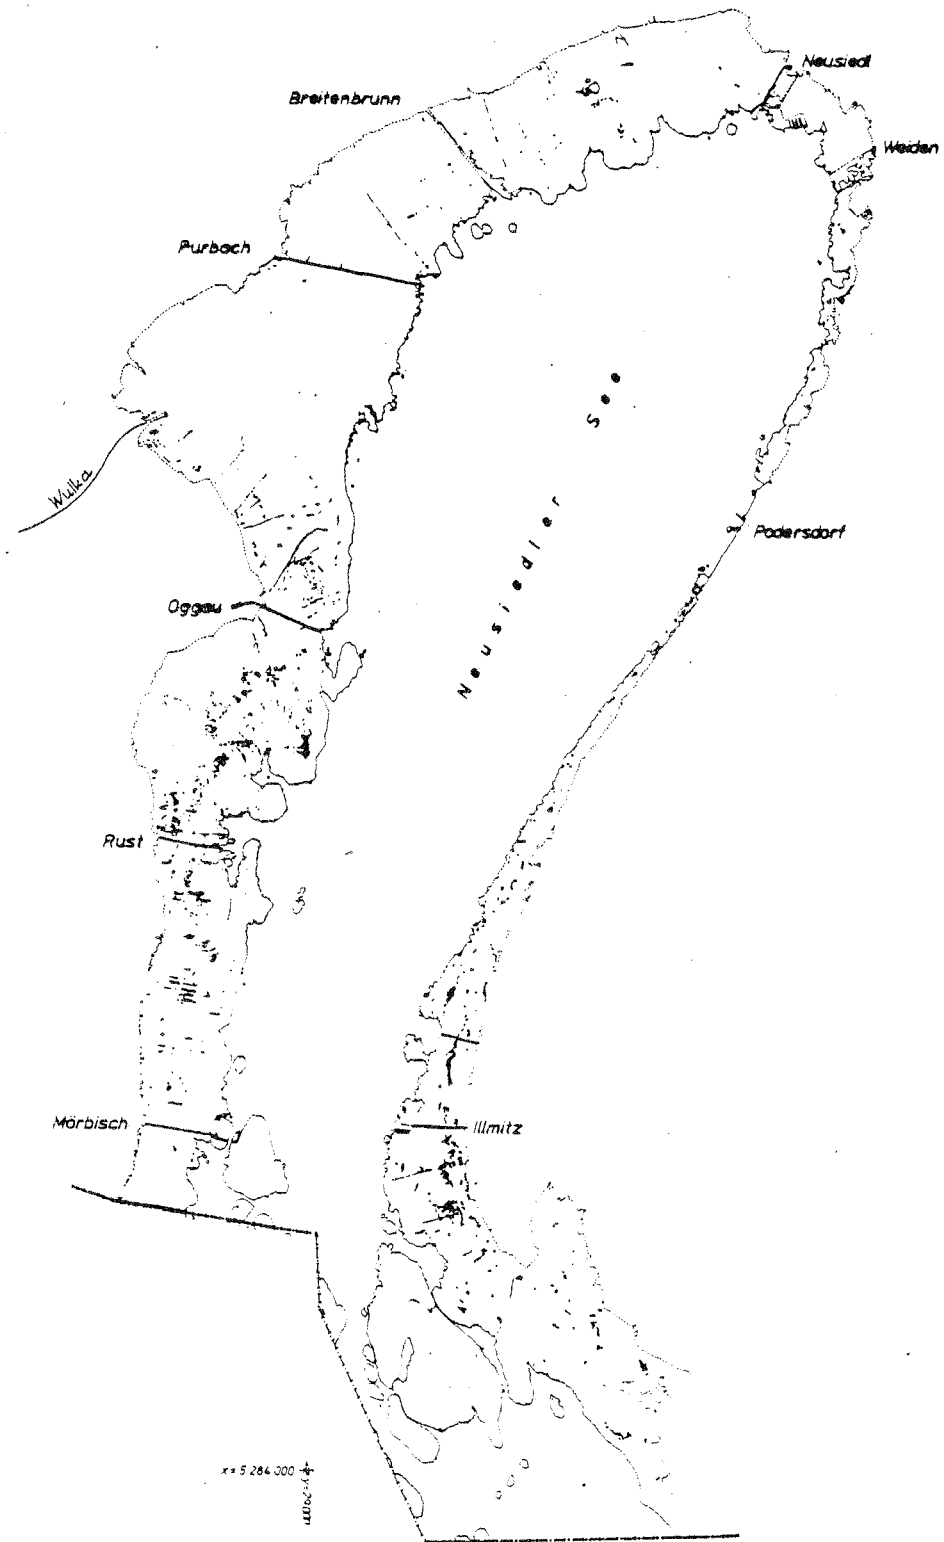 Neusiedl
Breitenbrunn
Weiden
Purbach
Neusiedler See
Wulka
Podersdorf
Oggau
Rust
Mörbisch
Illmitz
x = 5 284 000